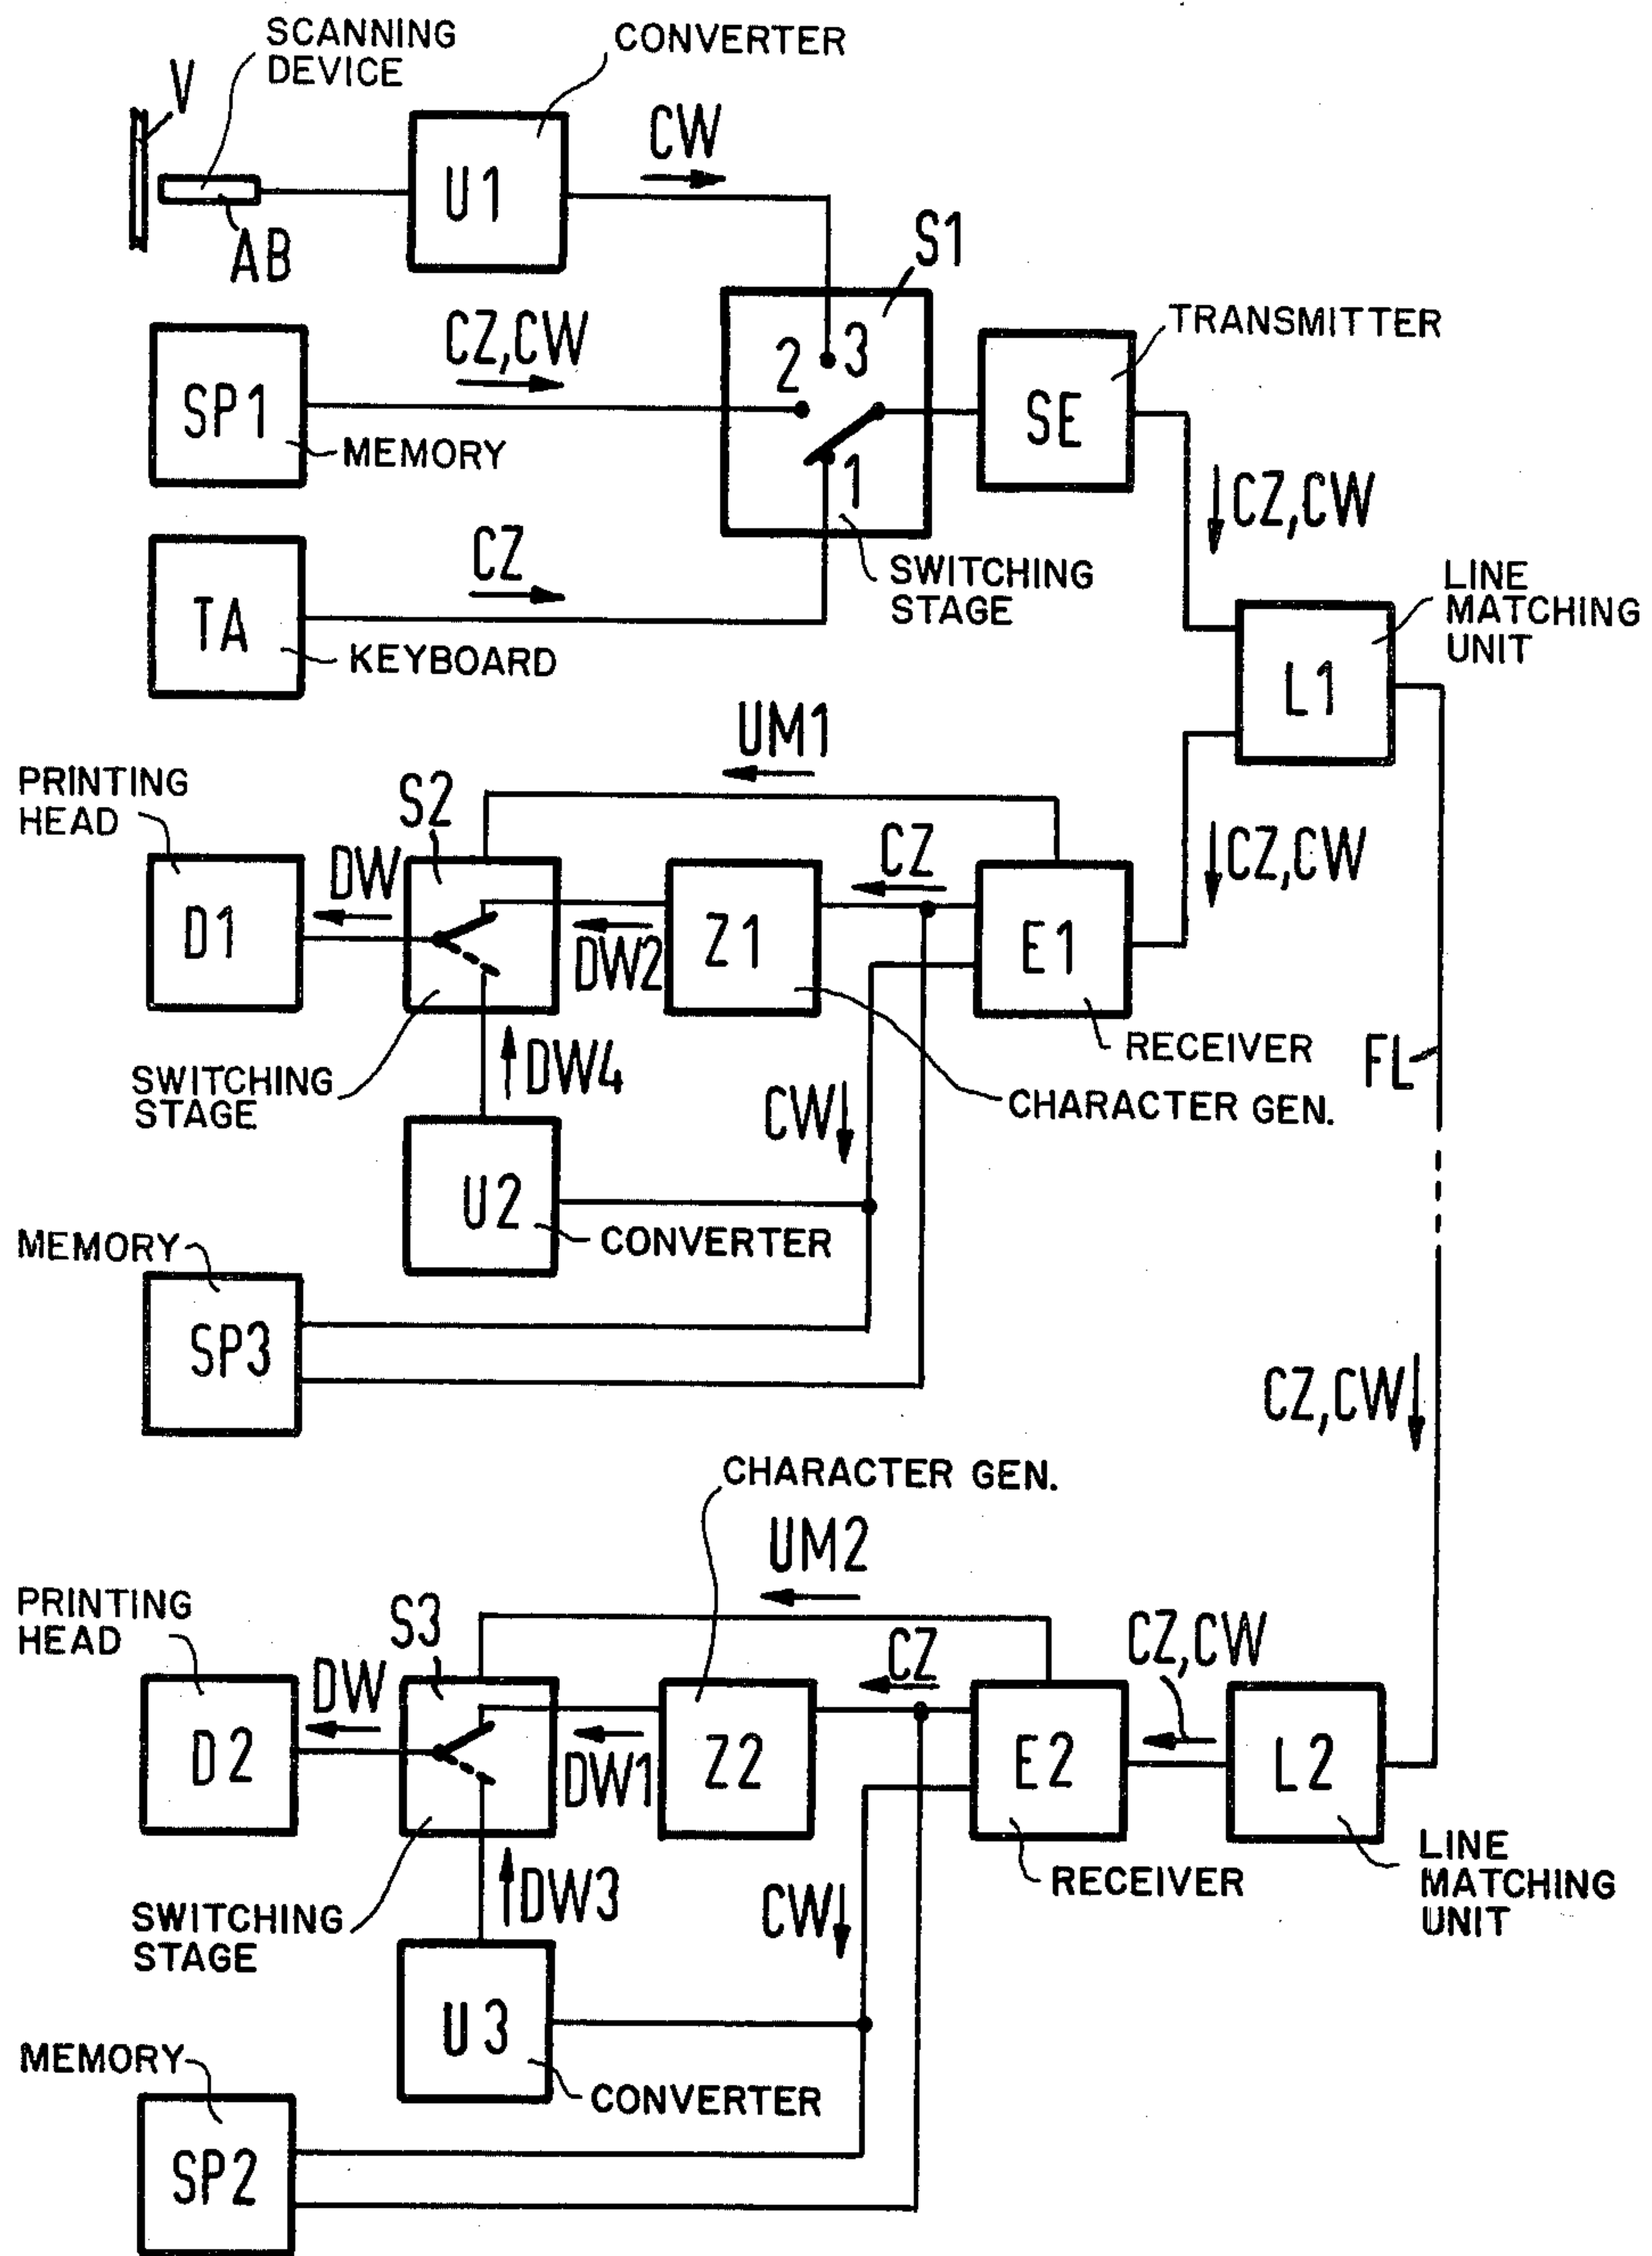 SCANNING
DEVICE
CONVERTER
V
CW
U1
AB
S1
CZ,CW
TRANSMITTER
2
3
SP1
SE
MEMORY
1
CZ,CW
CZ
SWITCHING
STAGE
LINE
MATCHING
UNIT
TA
KEYBOARD
L1
UM1
PRINTING
HEAD
S2
CZ
CZ,CW
DW
D1
DW2
Z1
E1
RECEIVER
FL
SWITCHING
STAGE
DW4
CW
CHARACTER GEN.
U2
CONVERTER
MEMORY
SP3
CZ,CW
CHARACTER GEN.
UM2
PRINTING
HEAD
S3
CZ
CZ,CW
DW
D2
DW1
Z2
E2
L2
RECEIVER
LINE
MATCHING
UNIT
SWITCHING
STAGE
DW3
CW
U3
CONVERTER
MEMORY
SP2